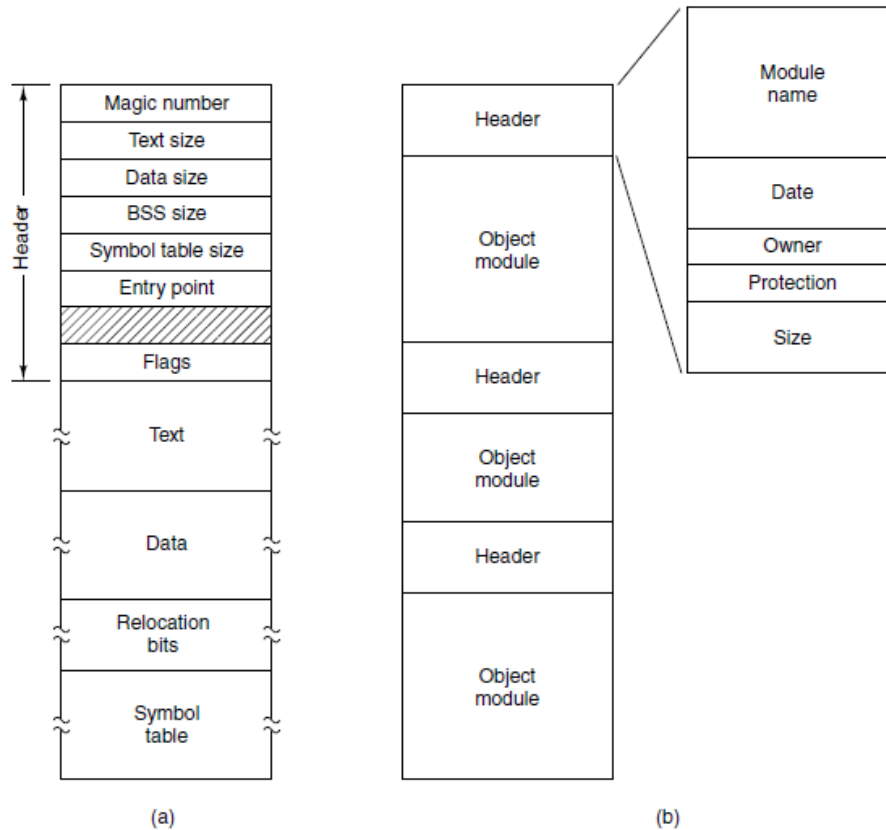 Header
Magic number
Text size
Data size
BSS size
Symbol table size
Entry point
Flags
Text
Data
Relocation
bits
Symbol
table
(a)
Header
Object
module
Header
Object
module
Header
Object
module
Module
name
Date
Owner
Protection
Size
(b)